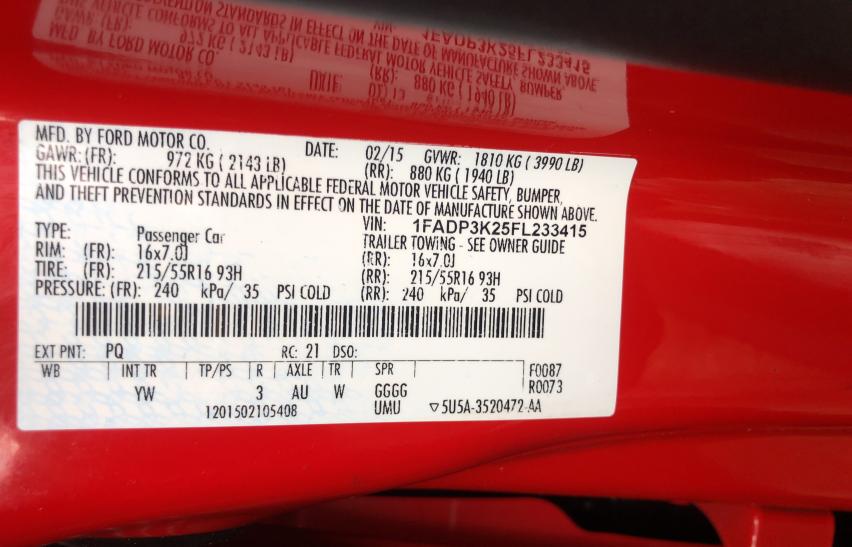 MFD. BY FORD MOTOR CO. DATE: 02/15 GVWR: 1810 KG ( 3990 LB)
GAWR: (FR): 972 KG ( 2143 LB) (RR): 880 KG ( 1940 LB)
THIS VEHICLE CONFORMS TO ALL APPLICABLE FEDERAL MOTOR VEHICLE SAFETY, BUMPER,
AND THEFT PREVENTION STANDARDS IN EFFECT ON THE DATE OF MANUFACTURE SHOWN ABOVE.
VIN: 1FADP3K25FL233415
TYPE: Passenger Car TRAILER TOWING - SEE OWNER GUIDE
RIM: (FR): 16x7.0J (RR): 16x7.0J
TIRE: (FR): 215/55R16 93H (RR): 215/55R16 93H
PRESSURE: (FR): 240 kPa/ 35 PSI COLD (RR): 240 kPa/ 35 PSI COLD
EXT PNT: PQ RC: 21 DSO:
WB INT TR TP/PS R AXLE TR SPR F0087
YW 3 AU W GGGG R0073
1201502105408 UMU ▽5U5A-3520472-AA